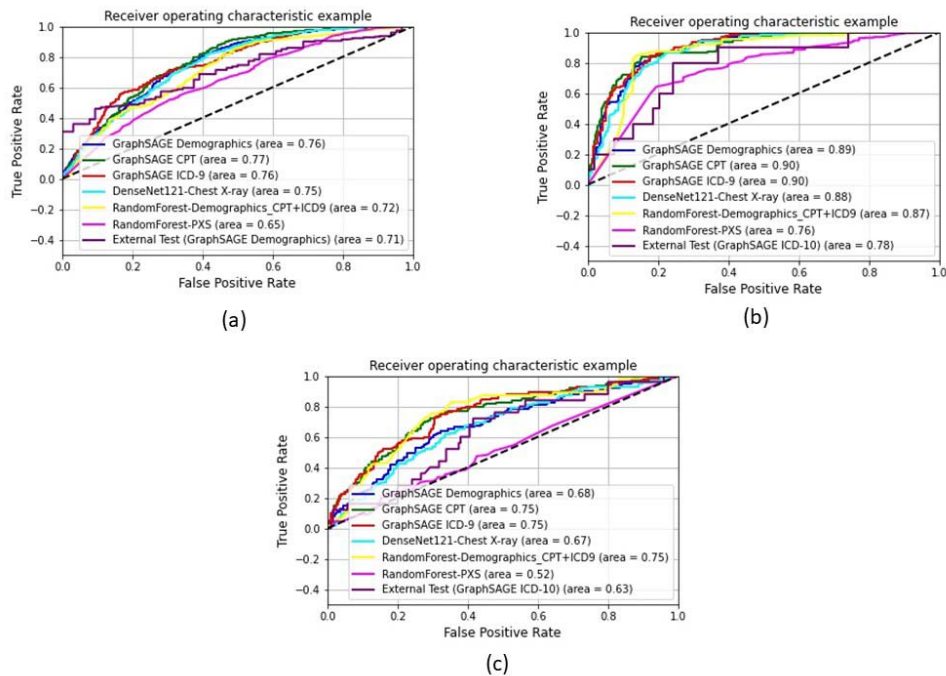 Receiver operating characteristic example
1.0
0.8
0.6
0.4
0.2
0.0
−0.2
−0.4
True Positive Rate
GraphSAGE Demographics (area = 0.76)
GraphSAGE CPT (area = 0.77)
GraphSAGE ICD-9 (area = 0.76)
DenseNet121-Chest X-ray (area = 0.75)
RandomForest-Demographics_CPT+ICD9 (area = 0.72)
RandomForest-PXS (area = 0.65)
External Test (GraphSAGE Demographics) (area = 0.71)
0.0 0.2 0.4 0.6 0.8 1.0
False Positive Rate
(a)
Receiver operating characteristic example
1.0
0.8
0.6
0.4
0.2
0.0
−0.2
−0.4
True Positive Rate
GraphSAGE Demographics (area = 0.89)
GraphSAGE CPT (area = 0.90)
GraphSAGE ICD-9 (area = 0.90)
DenseNet121-Chest X-ray (area = 0.88)
RandomForest-Demographics_CPT+ICD9 (area = 0.87)
RandomForest-PXS (area = 0.76)
External Test (GraphSAGE ICD-10) (area = 0.78)
0.0 0.2 0.4 0.6 0.8 1.0
False Positive Rate
(b)
Receiver operating characteristic example
1.0
0.8
0.6
0.4
0.2
0.0
−0.2
−0.4
True Positive Rate
GraphSAGE Demographics (area = 0.68)
GraphSAGE CPT (area = 0.75)
GraphSAGE ICD-9 (area = 0.75)
DenseNet121-Chest X-ray (area = 0.67)
RandomForest-Demographics_CPT+ICD9 (area = 0.75)
RandomForest-PXS (area = 0.52)
External Test (GraphSAGE ICD-10) (area = 0.63)
0.0 0.2 0.4 0.6 0.8 1.0
False Positive Rate
(c)